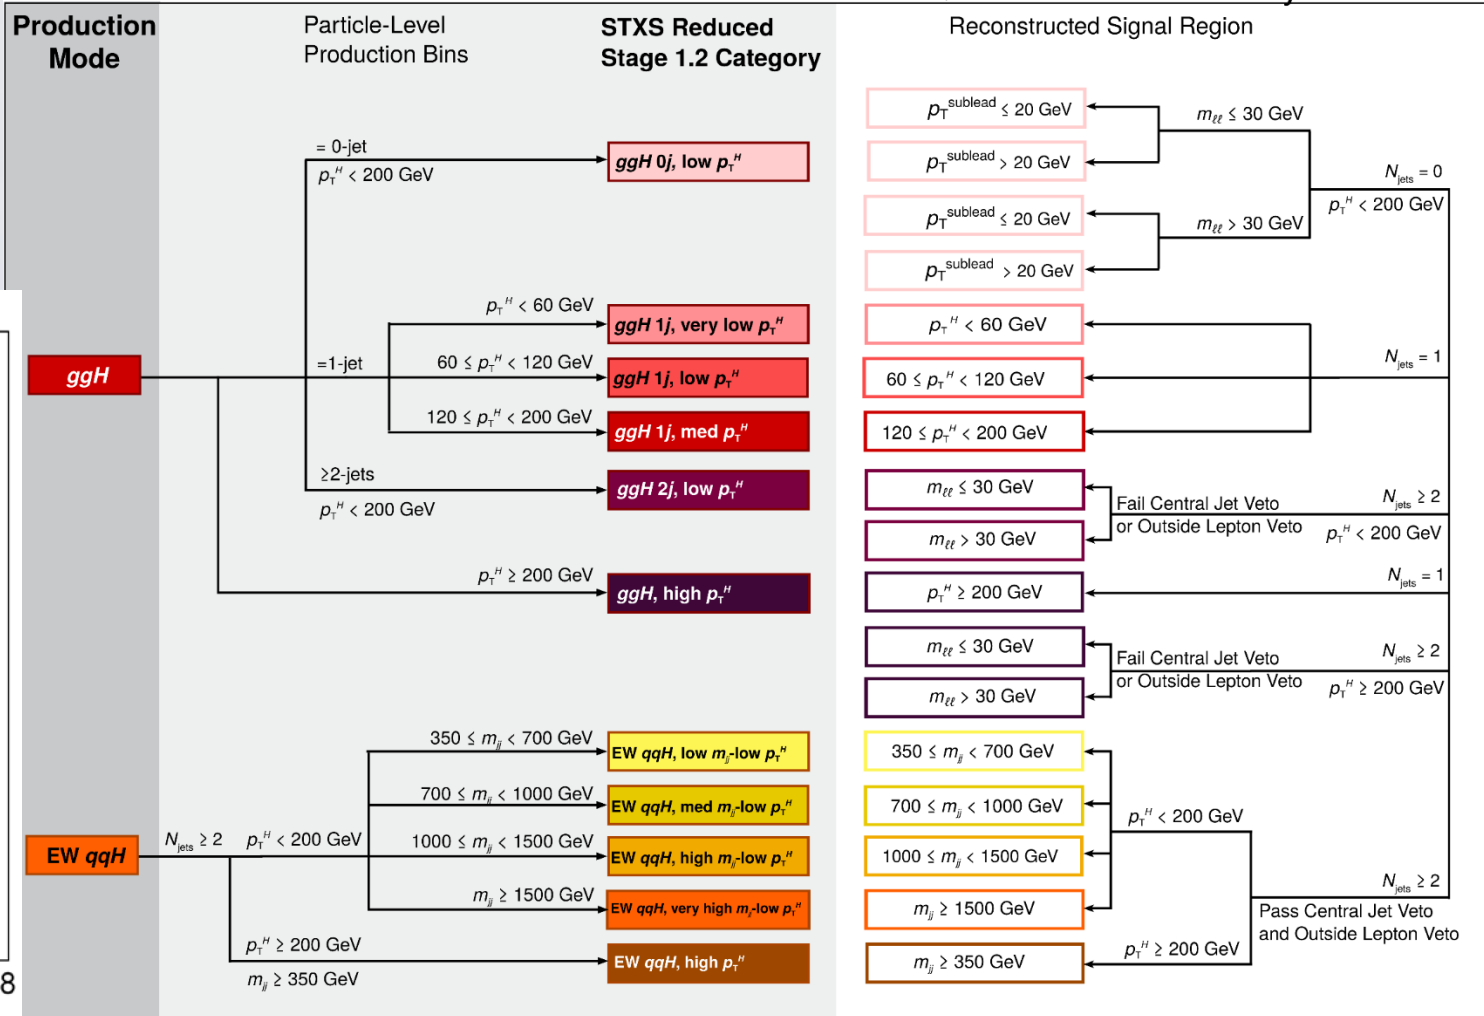 Production
Mode
Particle-Level
Production Bins
STXS Reduced
Stage 1.2 Category
Reconstructed Signal Region
= 0-jet
p_T^H < 200 GeV
ggH 0j, low p_T^H
p_T^sublead ≤ 20 GeV
p_T^sublead > 20 GeV
m_ℓℓ ≤ 30 GeV
p_T^sublead ≤ 20 GeV
p_T^sublead > 20 GeV
m_ℓℓ > 30 GeV
N_jets = 0
p_T^H < 200 GeV
ggH
=1-jet
p_T^H < 60 GeV
ggH 1j, very low p_T^H
p_T^H < 60 GeV
60 ≤ p_T^H < 120 GeV
ggH 1j, low p_T^H
60 ≤ p_T^H < 120 GeV
N_jets = 1
120 ≤ p_T^H < 200 GeV
ggH 1j, med p_T^H
120 ≤ p_T^H < 200 GeV
≥2-jets
p_T^H < 200 GeV
ggH 2j, low p_T^H
m_ℓℓ ≤ 30 GeV
m_ℓℓ > 30 GeV
Fail Central Jet Veto
or Outside Lepton Veto
N_jets ≥ 2
p_T^H < 200 GeV
p_T^H ≥ 200 GeV
ggH, high p_T^H
p_T^H ≥ 200 GeV
N_jets = 1
m_ℓℓ ≤ 30 GeV
m_ℓℓ > 30 GeV
Fail Central Jet Veto
or Outside Lepton Veto
N_jets ≥ 2
p_T^H ≥ 200 GeV
EW qqH
N_jets ≥ 2
p_T^H < 200 GeV
350 ≤ m_jj < 700 GeV
EW qqH, low m_jj-low p_T^H
350 ≤ m_jj < 700 GeV
700 ≤ m_jj < 1000 GeV
EW qqH, med m_jj-low p_T^H
700 ≤ m_jj < 1000 GeV
1000 ≤ m_jj < 1500 GeV
EW qqH, high m_jj-low p_T^H
1000 ≤ m_jj < 1500 GeV
m_jj ≥ 1500 GeV
EW qqH, very high m_jj-low p_T^H
m_jj ≥ 1500 GeV
p_T^H < 200 GeV
p_T^H ≥ 200 GeV
m_jj ≥ 350 GeV
EW qqH, high p_T^H
m_jj ≥ 350 GeV
p_T^H ≥ 200 GeV
N_jets ≥ 2
Pass Central Jet Veto
and Outside Lepton Veto
8